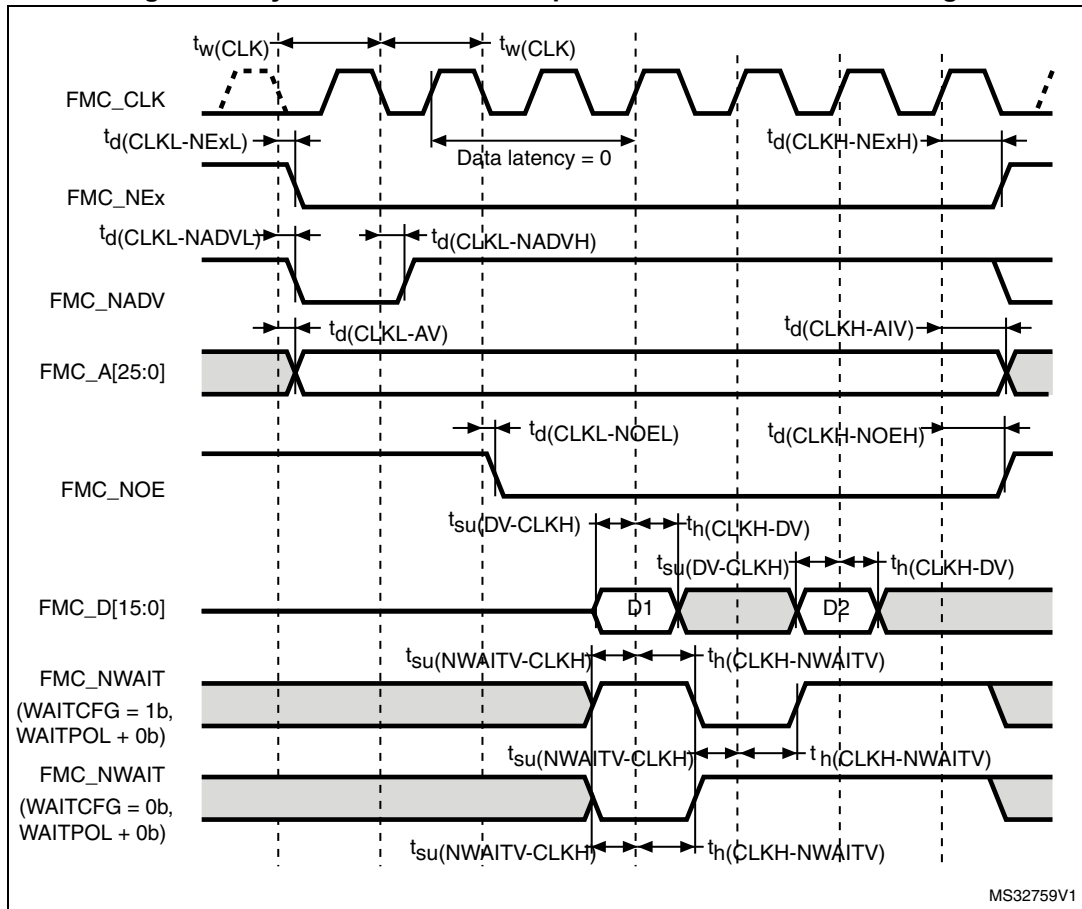 tw(CLK) tw(CLK)
FMC_CLK
td(CLKL-NExL) Data latency = 0 td(CLKH-NExH)
FMC_NEx
td(CLKL-NADVL) td(CLKL-NADVH)
FMC_NADV
td(CLKL-AV) td(CLKH-AIV)
FMC_A[25:0]
td(CLKL-NOEL) td(CLKH-NOEH)
FMC_NOE
tsu(DV-CLKH) th(CLKH-DV)
tsu(DV-CLKH) th(CLKH-DV)
FMC_D[15:0] D1 D2
tsu(NWAITV-CLKH) th(CLKH-NWAITV)
FMC_NWAIT
(WAITCFG = 1b,
WAITPOL + 0b)
tsu(NWAITV-CLKH) th(CLKH-NWAITV)
FMC_NWAIT
(WAITCFG = 0b,
WAITPOL + 0b)
tsu(NWAITV-CLKH) th(CLKH-NWAITV)
MS32759V1